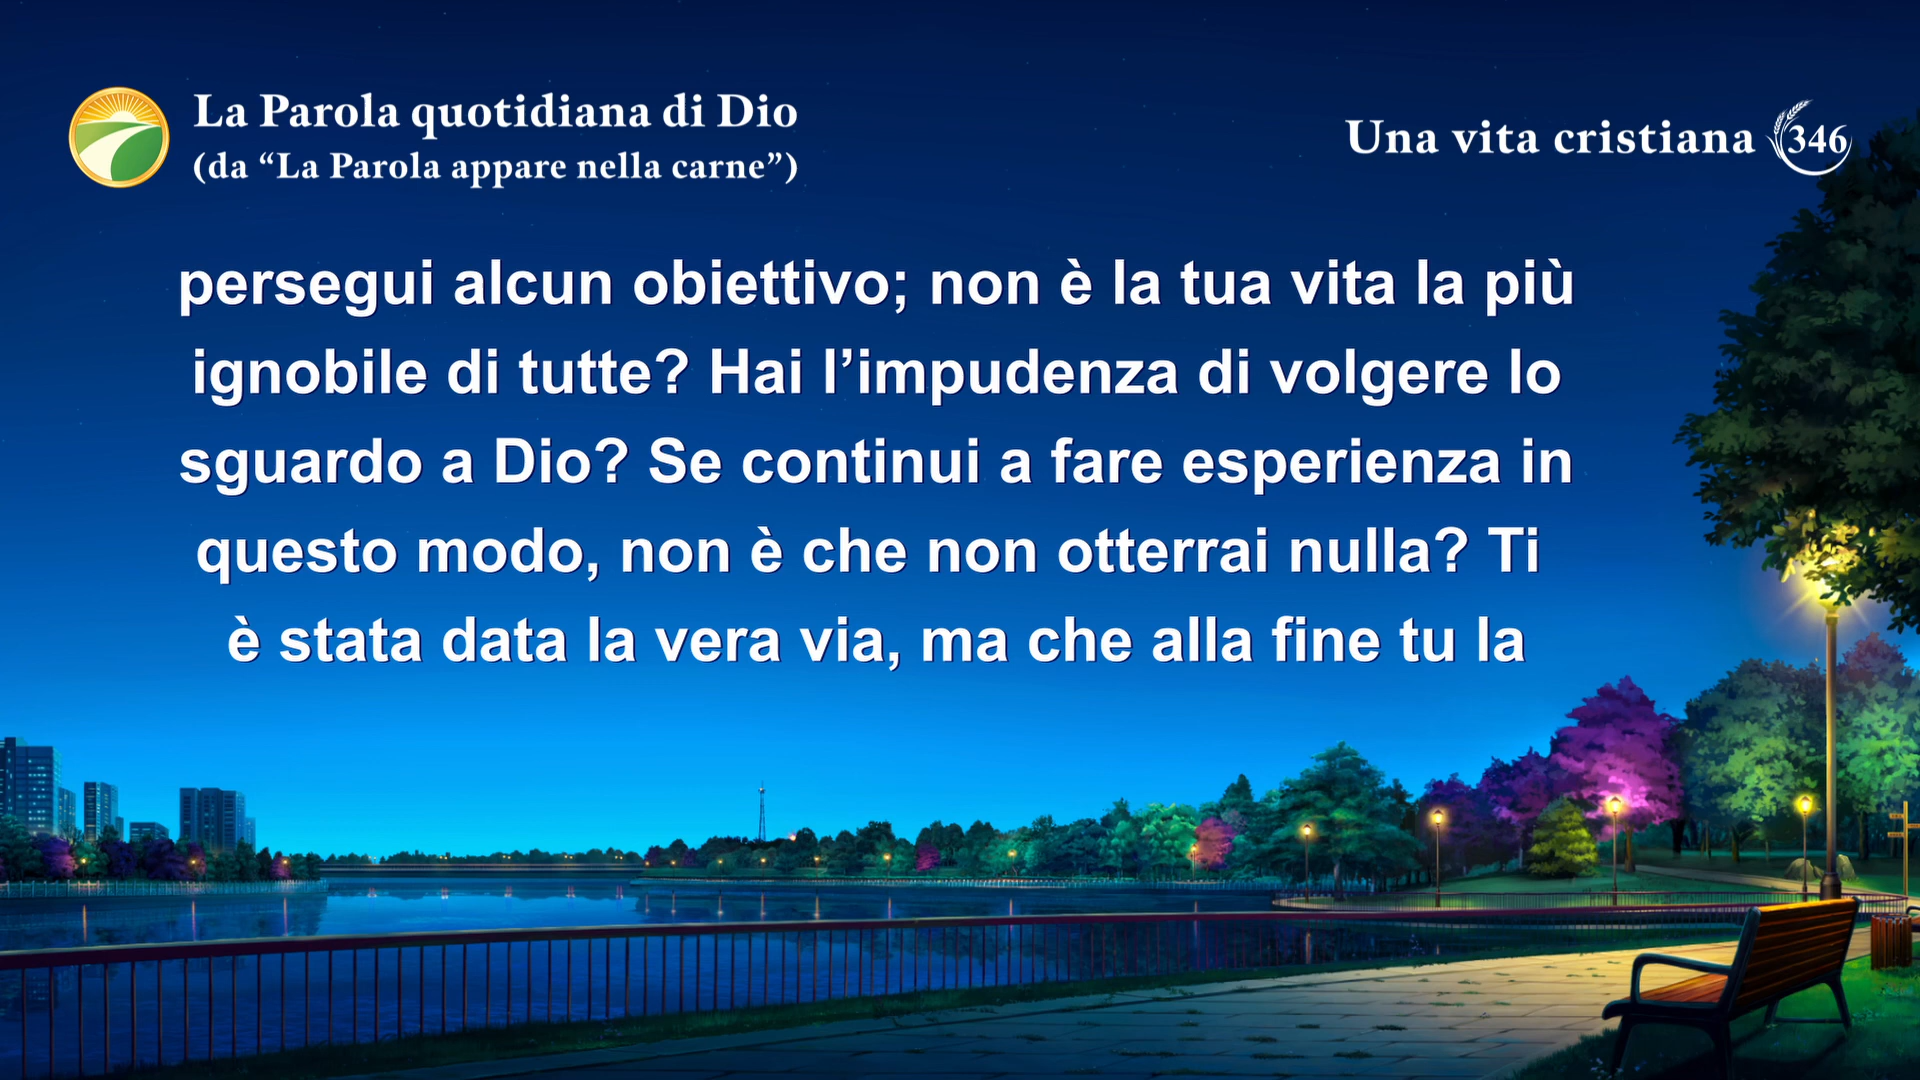 La Parola quotidiana di Dio
(da “La Parola appare nella carne”)
Una vita cristiana 346
persegui alcun obiettivo; non è la tua vita la più
ignobile di tutte? Hai l’impudenza di volgere lo
sguardo a Dio? Se continui a fare esperienza in
questo modo, non è che non otterrai nulla? Ti
è stata data la vera via, ma che alla fine tu la